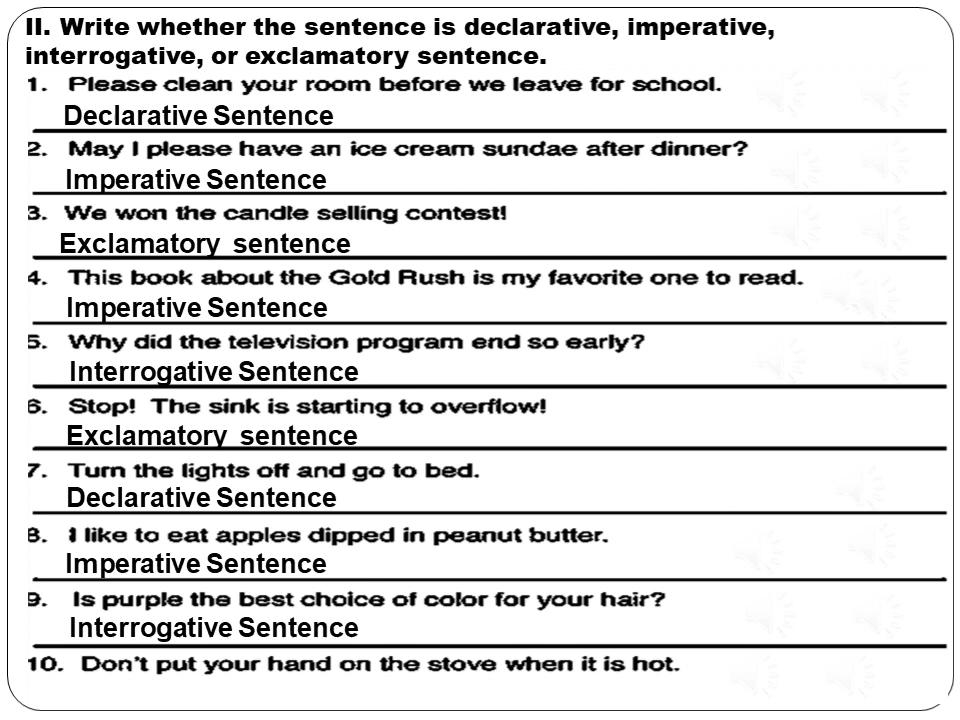 II. Write whether the sentence is declarative, imperative,
interrogative, or exclamatory sentence.
1. Please clean your room before we leave for school.
Declarative Sentence
2. May I please have an ice cream sundae after dinner?
Imperative Sentence
3. We won the candle selling contest!
Exclamatory sentence
4. This book about the Gold Rush is my favorite one to read.
Imperative Sentence
5. Why did the television program end so early?
Interrogative Sentence
6. Stop! The sink is starting to overflow!
Exclamatory sentence
7. Turn the lights off and go to bed.
Declarative Sentence
8. I like to eat apples dipped in peanut butter.
Imperative Sentence
9. Is purple the best choice of color for your hair?
Interrogative Sentence
10. Don't put your hand on the stove when it is hot.